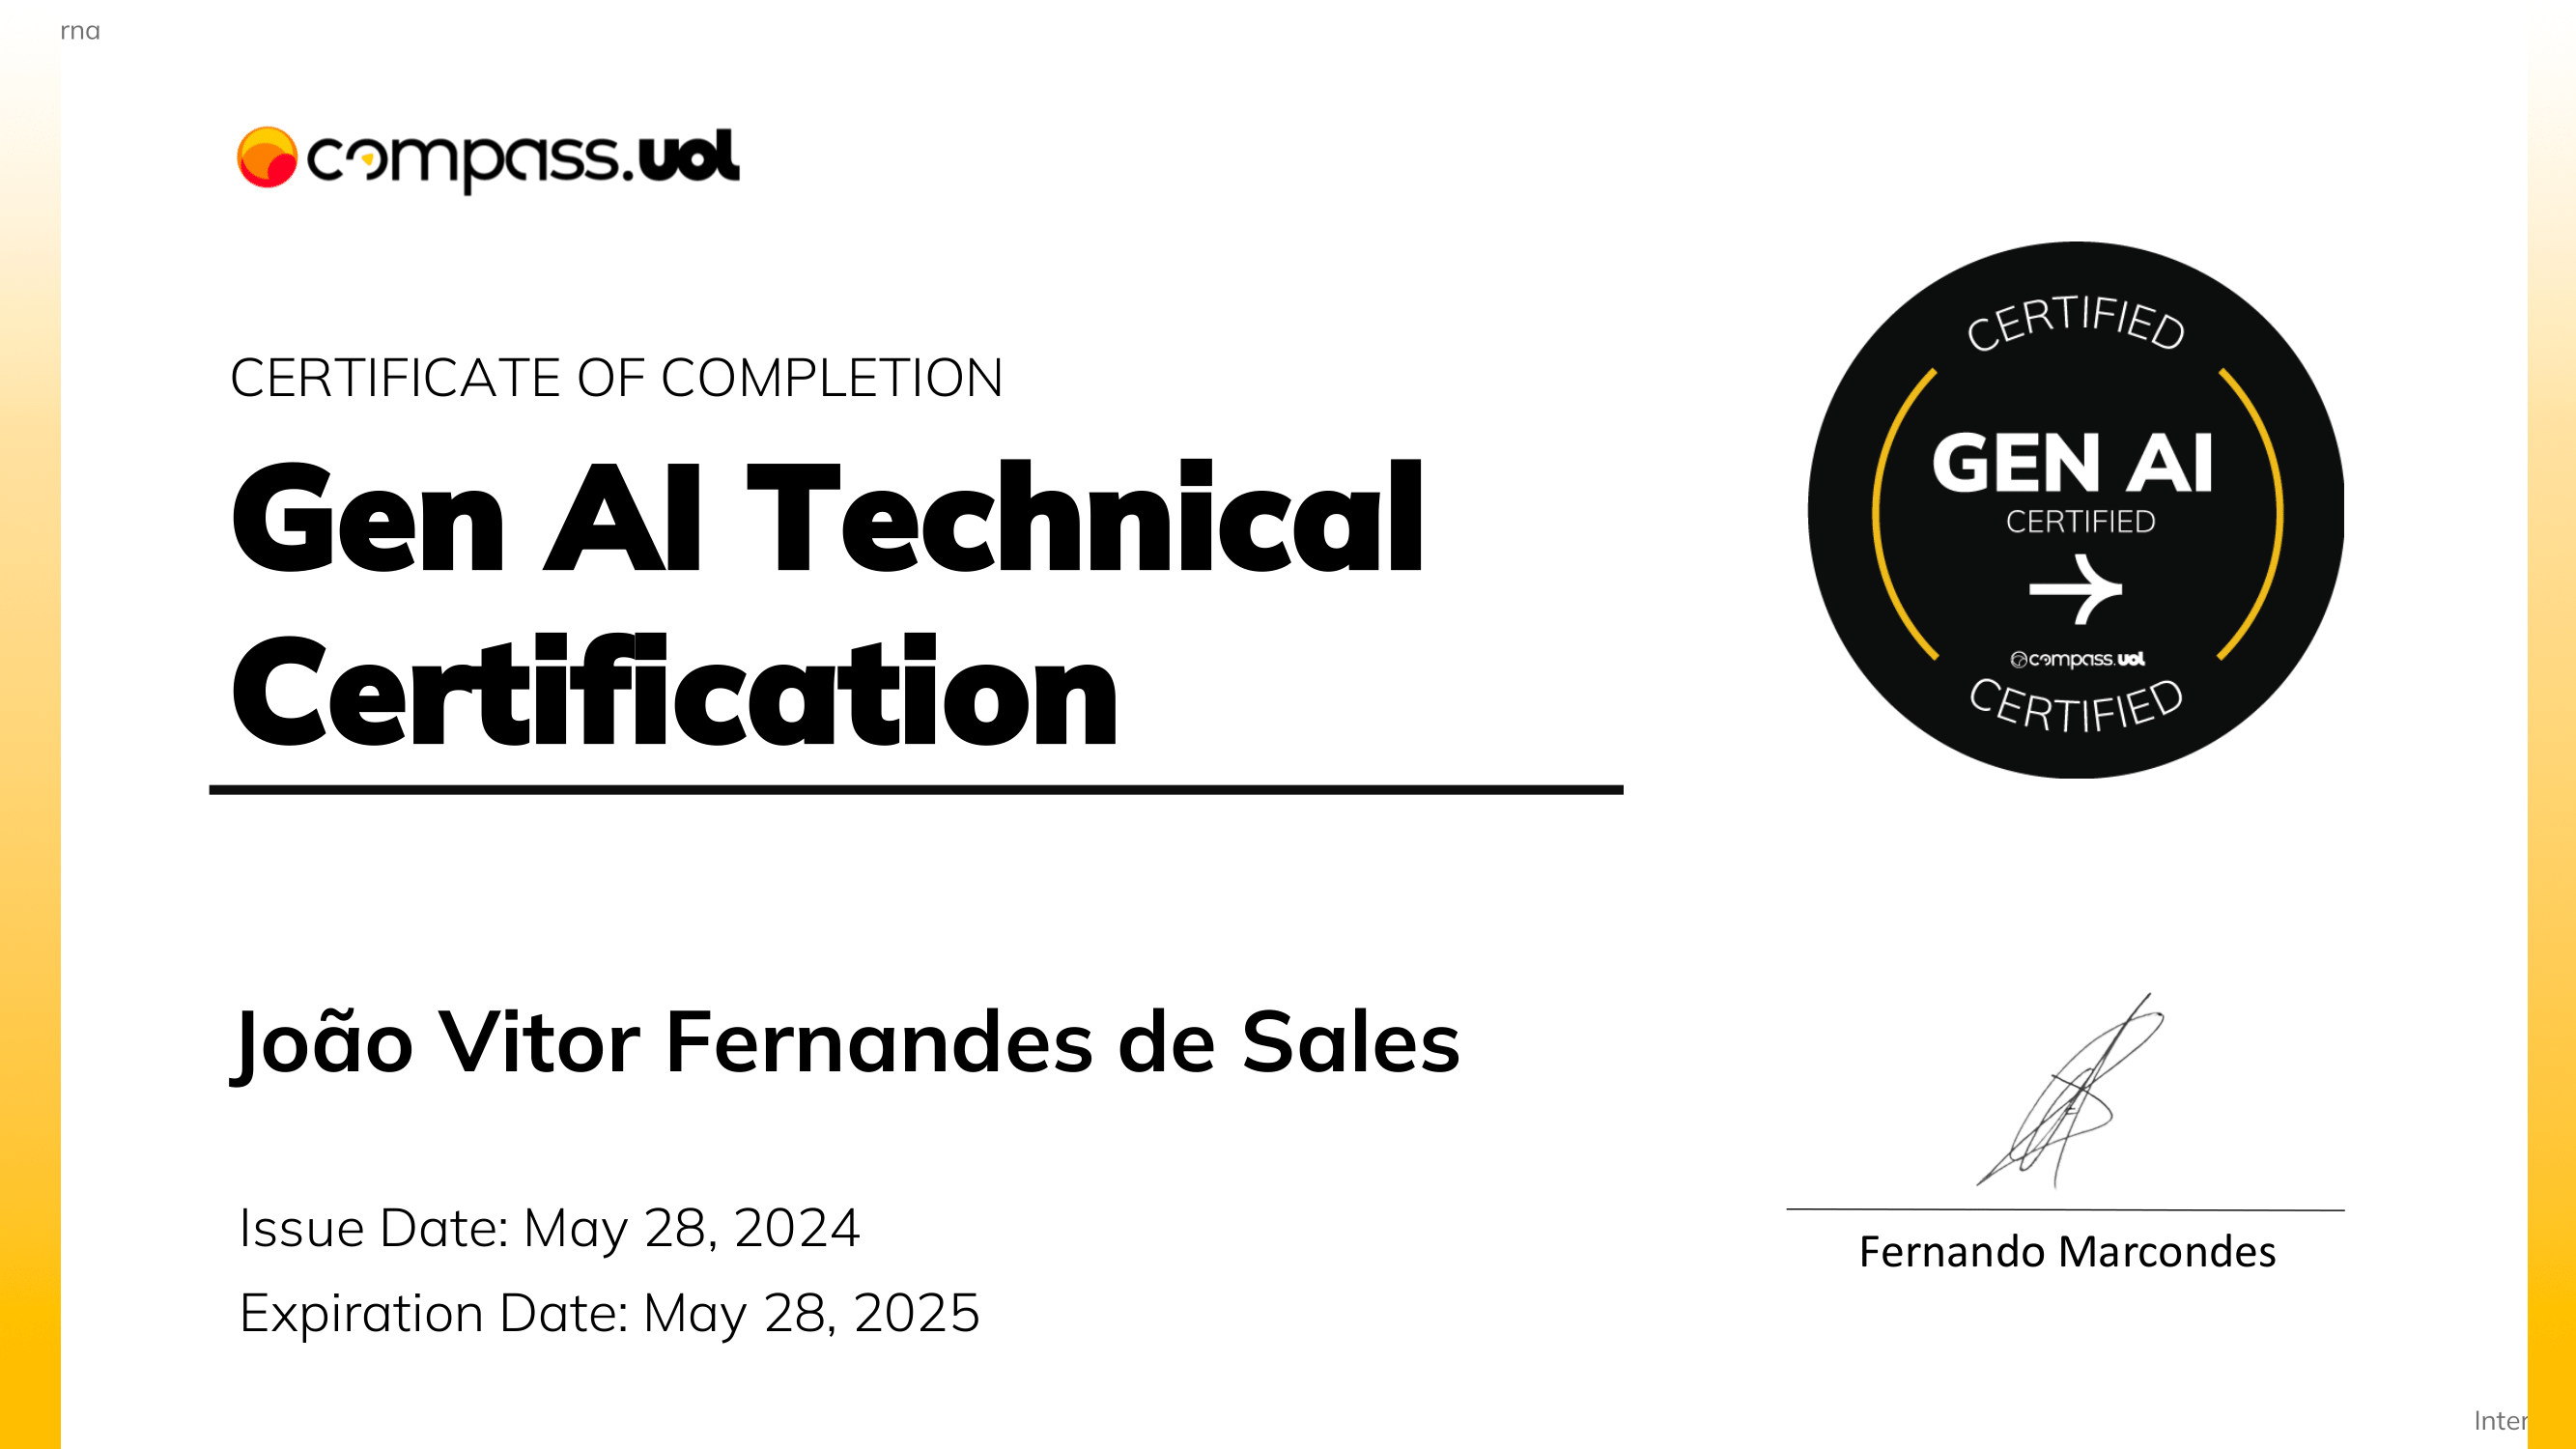 rna
compass.uol
CERTIFICATE OF COMPLETION
Gen AI Technical
Certification
CERTIFIED
GEN AI
CERTIFIED
compass.uol
CERTIFIED
João Vitor Fernandes de Sales
Issue Date: May 28, 2024
Expiration Date: May 28, 2025
Fernando Marcondes
Inter